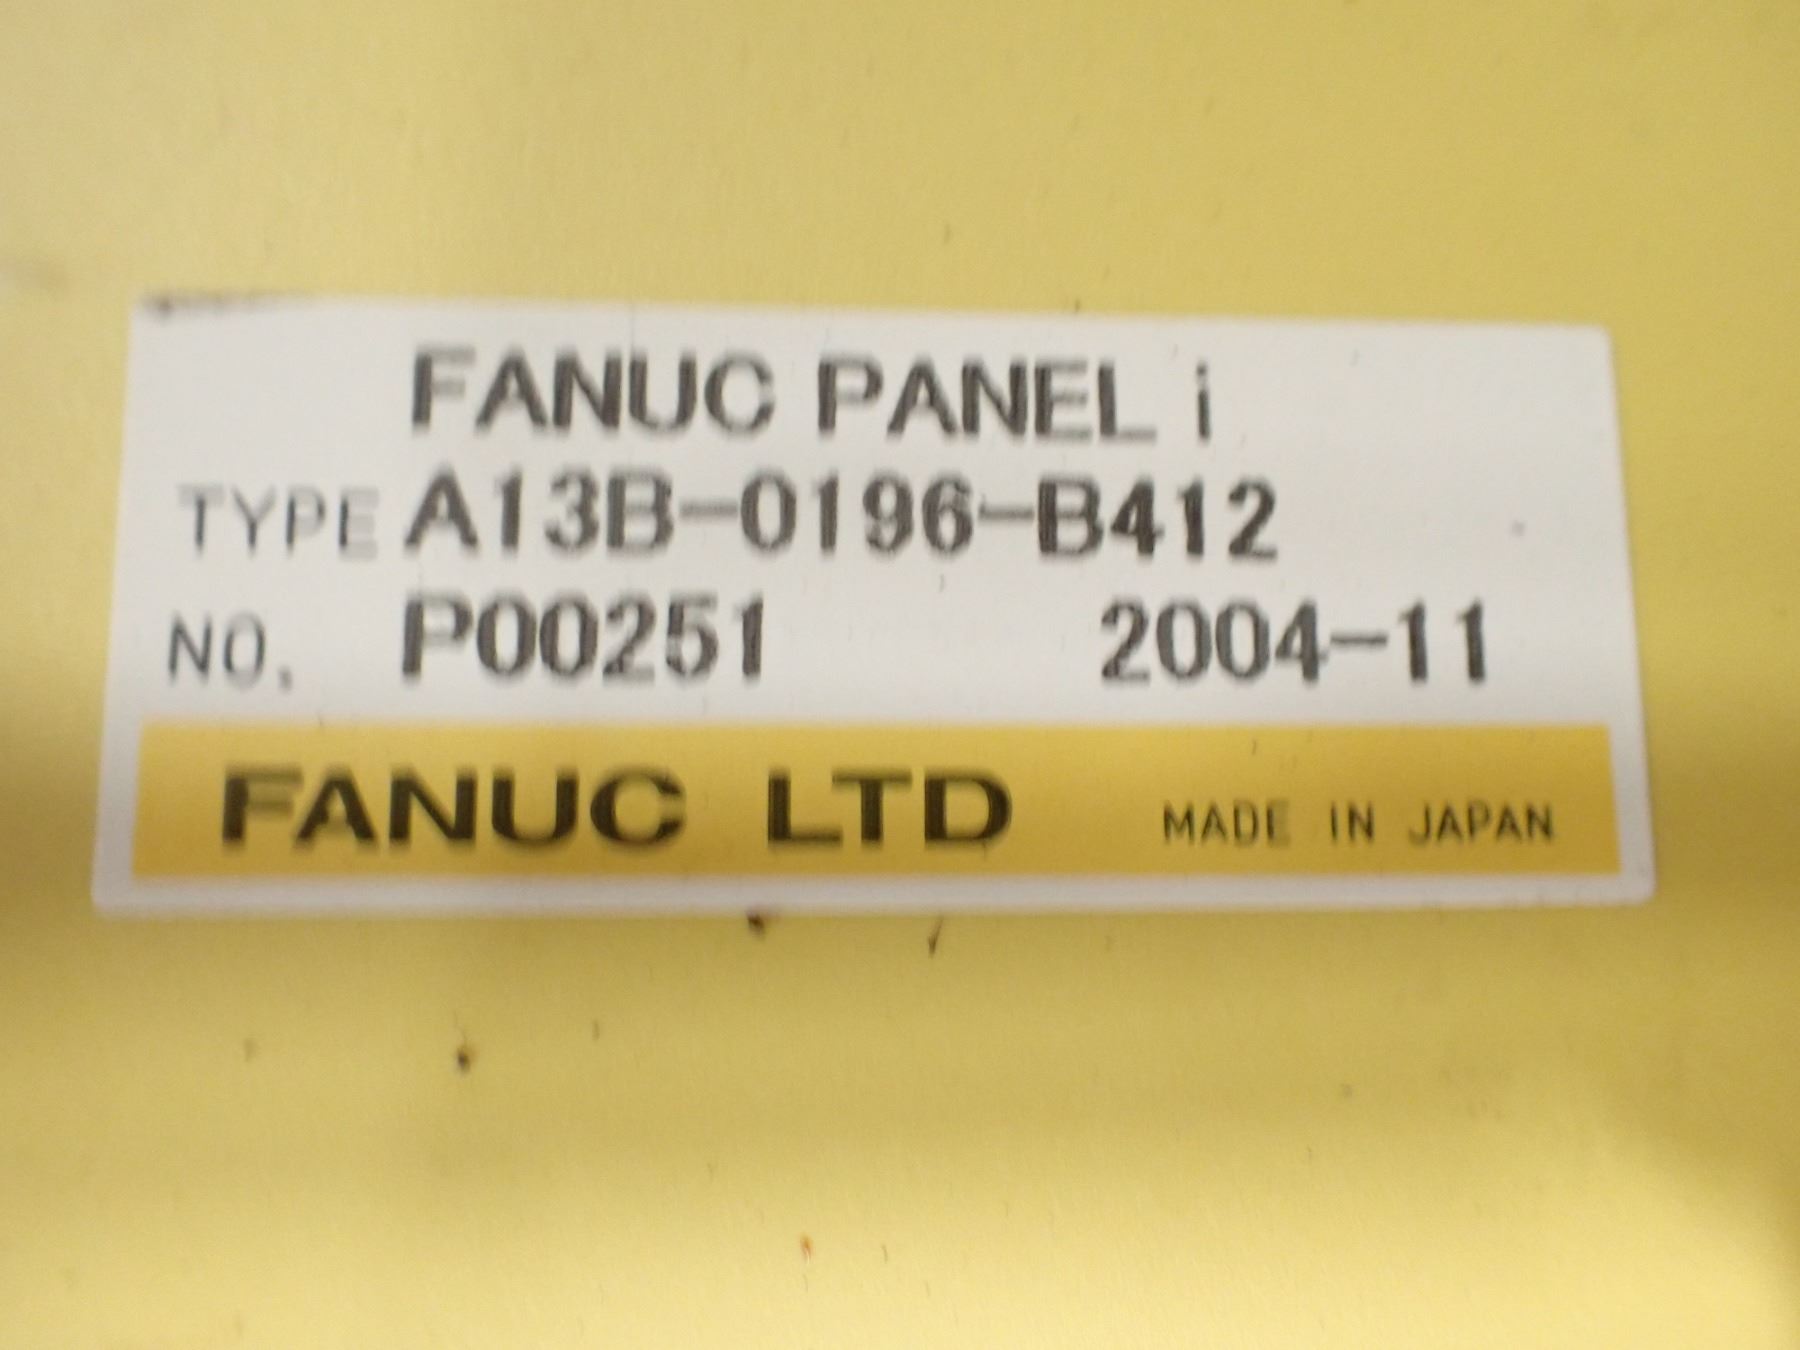 FANUC PANEL i
TYPE A13B-0196-B412
NO. P00251 2004-11
FANUC LTD MADE IN JAPAN